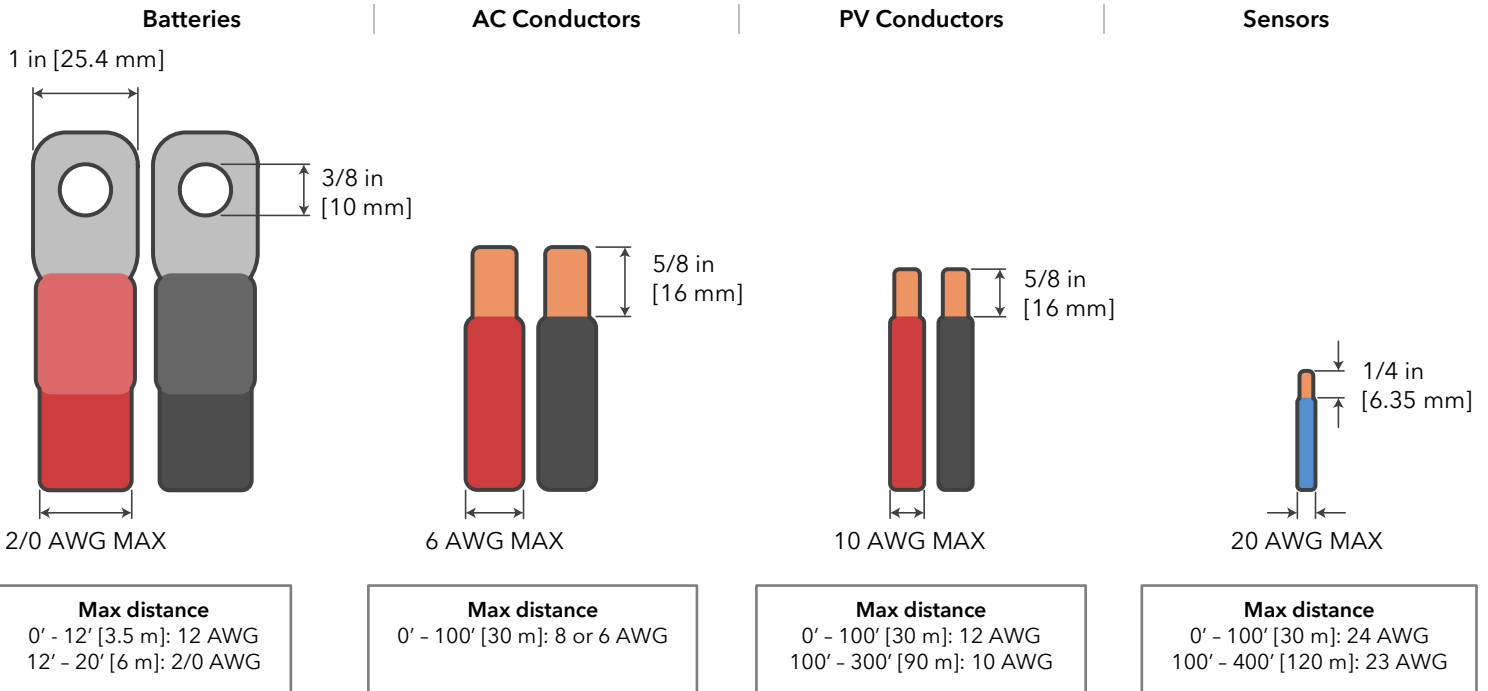 Batteries
AC Conductors
PV Conductors
Sensors
1 in [25.4 mm]
3/8 in
[10 mm]
5/8 in
[16 mm]
5/8 in
[16 mm]
1/4 in
[6.35 mm]
2/0 AWG MAX
6 AWG MAX
10 AWG MAX
20 AWG MAX
Max distance
0’ - 12’ [3.5 m]: 12 AWG
12’ – 20’ [6 m]: 2/0 AWG
Max distance
0’ – 100’ [30 m]: 8 or 6 AWG
Max distance
0’ – 100’ [30 m]: 12 AWG
100’ – 300’ [90 m]: 10 AWG
Max distance
0’ – 100’ [30 m]: 24 AWG
100’ – 400’ [120 m]: 23 AWG